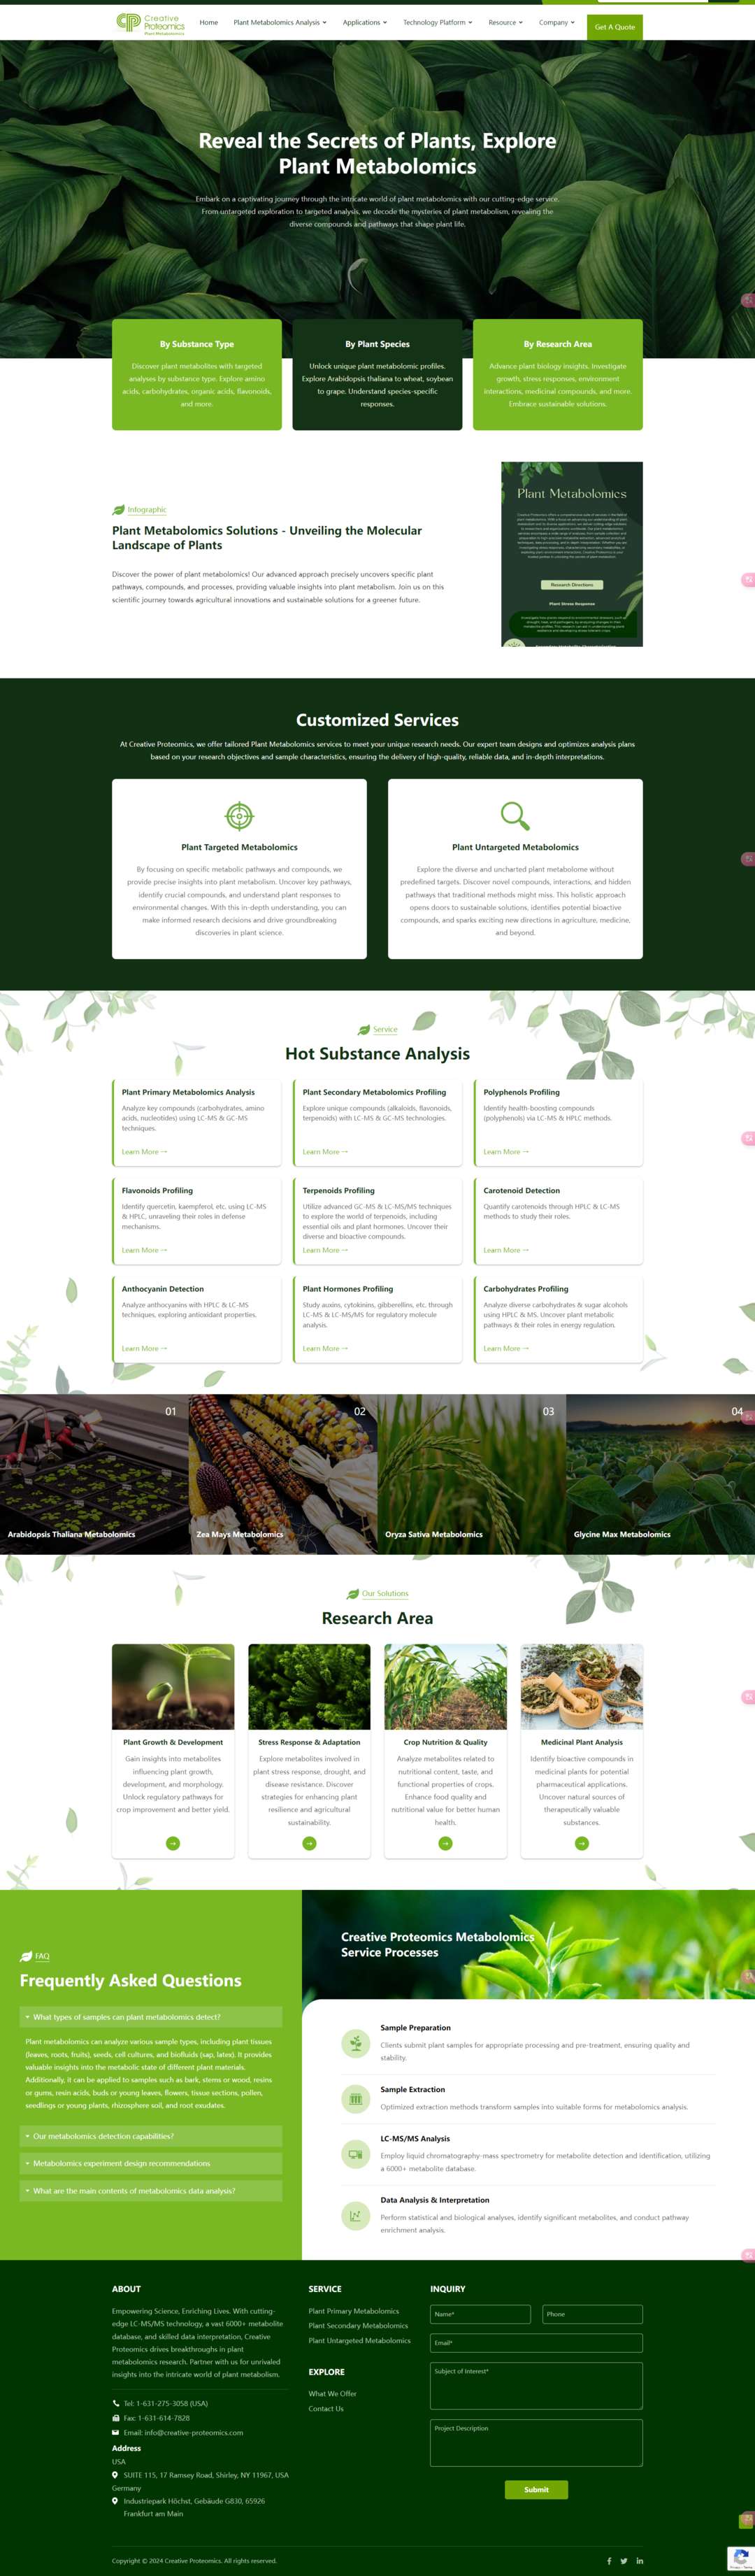 Creative
Proteomics
Plant Metabolomics
Home
Plant Metabolomics Analysis
Applications
Technology Platform
Resource
Company
Get A Quote
Reveal the Secrets of Plants, Explore
Plant Metabolomics
Embark on a captivating journey through the intricate world of plant metabolomics with our cutting-edge service.
From untargeted exploration to targeted analysis, we decode the mysteries of plant metabolism, revealing the
diverse compounds and pathways that shape plant life.
By Substance Type
Discover plant metabolites with targeted
analyses by substance type. Explore amino
acids, carbohydrates, organic acids, flavonoids,
and more.
By Plant Species
Unlock unique plant metabolomic profiles.
Explore Arabidopsis thaliana to wheat, soybean
to grape. Understand species-specific
responses.
By Research Area
Advance plant biology insights. Investigate
growth, stress responses, environment
interactions, medicinal compounds, and more.
Embrace sustainable solutions.
Infographic
Plant Metabolomics Solutions - Unveiling the Molecular
Landscape of Plants
Discover the power of plant metabolomics! Our advanced approach precisely uncovers specific plant
pathways, compounds, and processes, providing valuable insights into plant metabolism. Join us on this
scientific journey towards agricultural innovations and sustainable solutions for a greener future.
Plant Motabolomics
Research Directions
Plant Stress Response
Customized Services
At Creative Proteomics, we offer tailored Plant Metabolomics services to meet your unique research needs. Our expert team designs and optimizes analysis plans
based on your research objectives and sample characteristics, ensuring the delivery of high-quality, reliable data, and in-depth interpretations.
Plant Targeted Metabolomics
By focusing on specific metabolic pathways and compounds, we
provide precise insights into plant metabolism. Uncover key pathways,
identify crucial compounds, and understand plant responses to
environmental changes. With this in-depth understanding, you can
make informed research decisions and drive groundbreaking
discoveries in plant science.
Plant Untargeted Metabolomics
Explore the diverse and uncharted plant metabolome without
predefined targets. Discover novel compounds, interactions, and hidden
pathways that traditional methods might miss. This holistic approach
opens doors to sustainable solutions, identifies potential bioactive
compounds, and sparks exciting new directions in agriculture, medicine,
and beyond.
Service
Hot Substance Analysis
Plant Primary Metabolomics Analysis
Analyze key compounds (carbohydrates, amino
acids, nucleotides) using LC-MS & GC-MS
techniques.
Learn More →
Plant Secondary Metabolomics Profiling
Explore unique compounds (alkaloids, flavonoids,
terpenoids) with LC-MS & GC-MS technologies.
Learn More →
Polyphenols Profiling
Identify health-boosting compounds
(polyphenols) via LC-MS & HPLC methods.
Learn More →
Flavonoids Profiling
Identify quercetin, kaempferol, etc. using LC-MS
& HPLC, unraveling their roles in defense
mechanisms.
Learn More →
Terpenoids Profiling
Utilize advanced GC-MS & LC-MS/MS techniques
to explore the world of terpenoids, including
essential oils and plant hormones. Uncover their
diverse and bioactive compounds.
Learn More →
Carotenoid Detection
Quantify carotenoids through HPLC & LC-MS
methods to study their roles.
Learn More →
Anthocyanin Detection
Analyze anthocyanins with HPLC & LC-MS
techniques, exploring antioxidant properties.
Learn More →
Plant Hormones Profiling
Study auxins, cytokinins, gibberellins, etc. through
LC-MS & LC-MS/MS for regulatory molecule
analysis.
Learn More →
Carbohydrates Profiling
Analyze diverse carbohydrates & sugar alcohols
using HPLC & MS. Uncover plant metabolic
pathways & their roles in energy regulation.
Learn More →
01
Arabidopsis Thaliana Metabolomics
02
Zea Mays Metabolomics
03
Oryza Sativa Metabolomics
04
Glycine Max Metabolomics
Our Solutions
Research Area
Plant Growth & Development
Gain insights into metabolites
influencing plant growth,
development, and morphology.
Unlock regulatory pathways for
crop improvement and better yield.
Stress Response & Adaptation
Explore metabolites involved in
plant stress response, drought, and
disease resistance. Discover
strategies for enhancing plant
resilience and agricultural
sustainability.
Crop Nutrition & Quality
Analyze metabolites related to
nutritional content, taste, and
functional properties of crops.
Enhance food quality and
nutritional value for better human
health.
Medicinal Plant Analysis
Identify bioactive compounds in
medicinal plants for potential
pharmaceutical applications.
Uncover natural sources of
therapeutically valuable
substances.
FAQ
Frequently Asked Questions
What types of samples can plant metabolomics detect?
Plant metabolomics can analyze various sample types, including plant tissues
(leaves, roots, fruits), seeds, cell cultures, and biofluids (sap, latex). It provides
valuable insights into the metabolic state of different plant materials.
Additionally, it can be applied to samples such as barks, stems or wood, resins
or gums, resin acids, buds or young leaves, flowers, tissue sections, pollen,
seedlings or young plants, rhizosphere soil, and root exudates.
Our metabolomics detection capabilities?
Metabolomics experiment design recommendations
What are the main contents of metabolomics data analysis?
Creative Proteomics Metabolomics
Service Processes
Sample Preparation
Clients submit plant samples for appropriate processing and pre-treatment, ensuring quality and
stability.
Sample Extraction
Optimized extraction methods transform samples into suitable forms for metabolomics analysis.
LC-MS/MS Analysis
Employ liquid chromatography-mass spectrometry for metabolite detection and identification, utilizing
a 6000+ metabolite database.
Data Analysis & Interpretation
Perform statistical and biological analyses, identify significant metabolites, and conduct pathway
enrichment analysis.
ABOUT
Empowering Science, Enriching Lives. With cutting-
edge LC-MS/MS technology, a vast 6000+ metabolite
database, and skilled data interpretation, Creative
Proteomics drives breakthroughs in plant
metabolomics research. Partner with us for unrivaled
insights into the intricate world of plant metabolism.
Tel: 1-631-275-3058 (USA)
Fax: 1-631-614-7828
Email: info@creative-proteomics.com
Address
USA
SUITE 115, 17 Ramsey Road, Shirley, NY 11967, USA
Germany
Industriepark Höchst, Gebäude G830, 65926
Frankfurt am Main
SERVICE
Plant Primary Metabolomics
Plant Secondary Metabolomics
Plant Untargeted Metabolomics
EXPLORE
What We Offer
Contact Us
INQUIRY
Name*
Phone
Email*
Subject of Interest*
Project Description
Submit
Copyright © 2024 Creative Proteomics. All rights reserved.